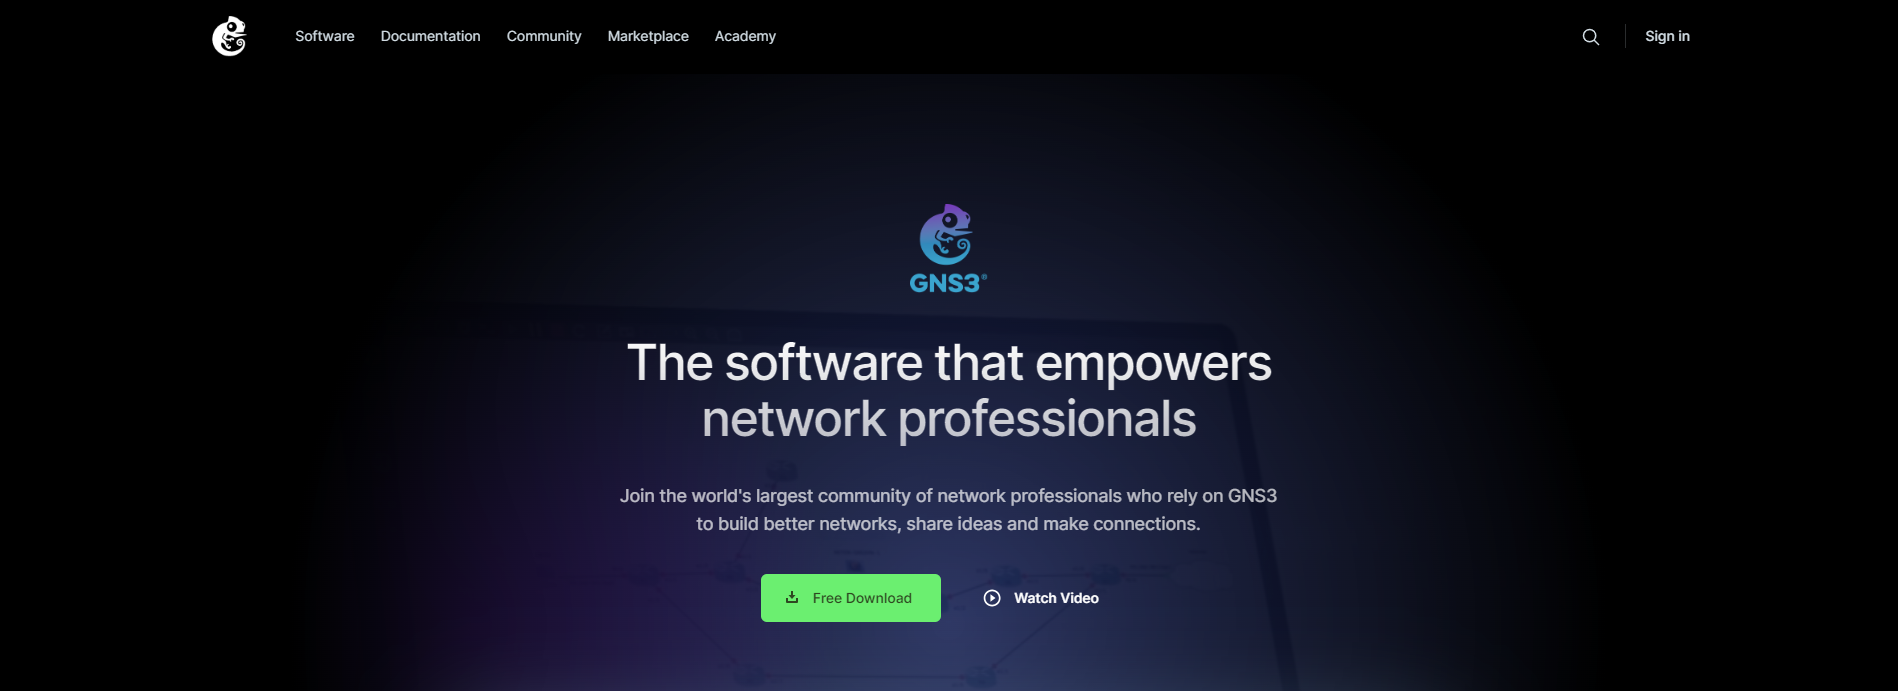 Software Documentation Community Marketplace Academy Sign in
GNS3®
The software that empowers
network professionals
Join the world's largest community of network professionals who rely on GNS3
to build better networks, share ideas and make connections.
Free Download Watch Video